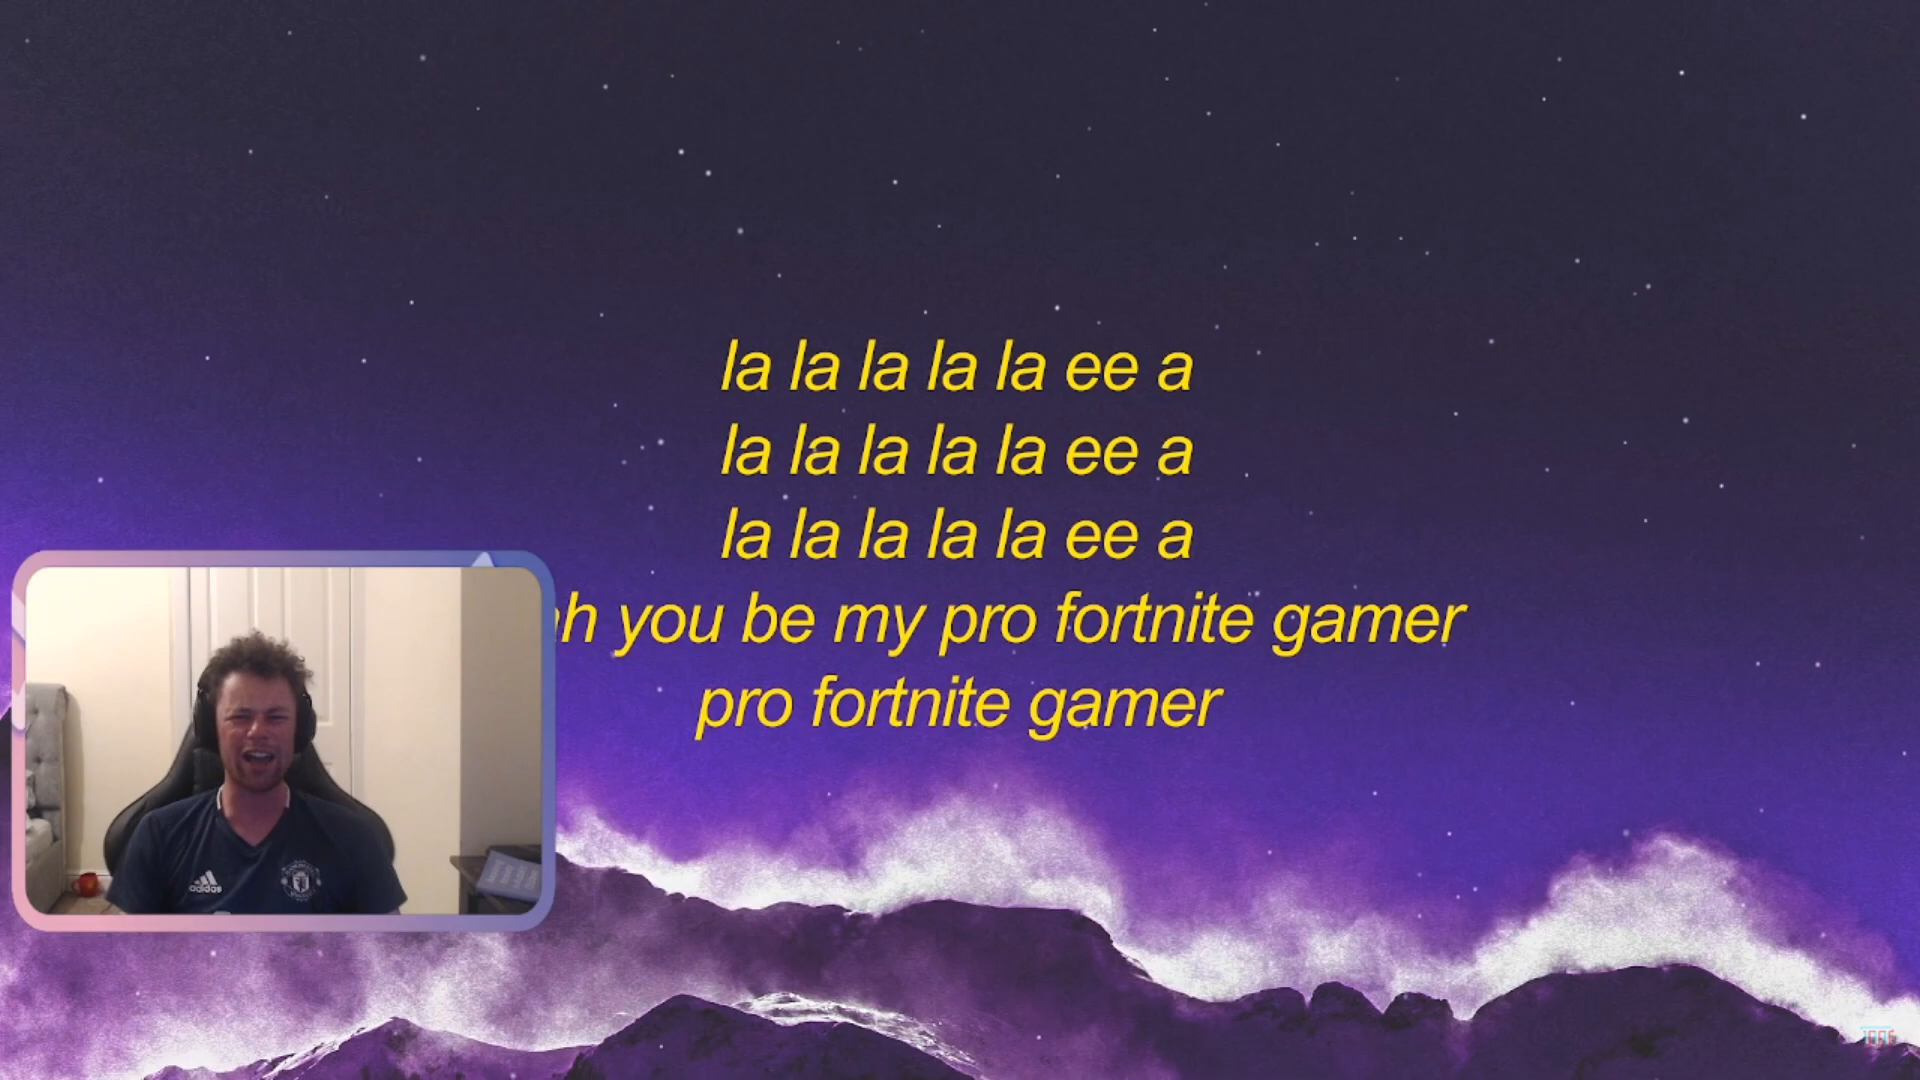 la la la la la ee a
la la la la la ee a
la la la la la ee a
you be my pro fortnite gamer
pro fortnite gamer
adidas